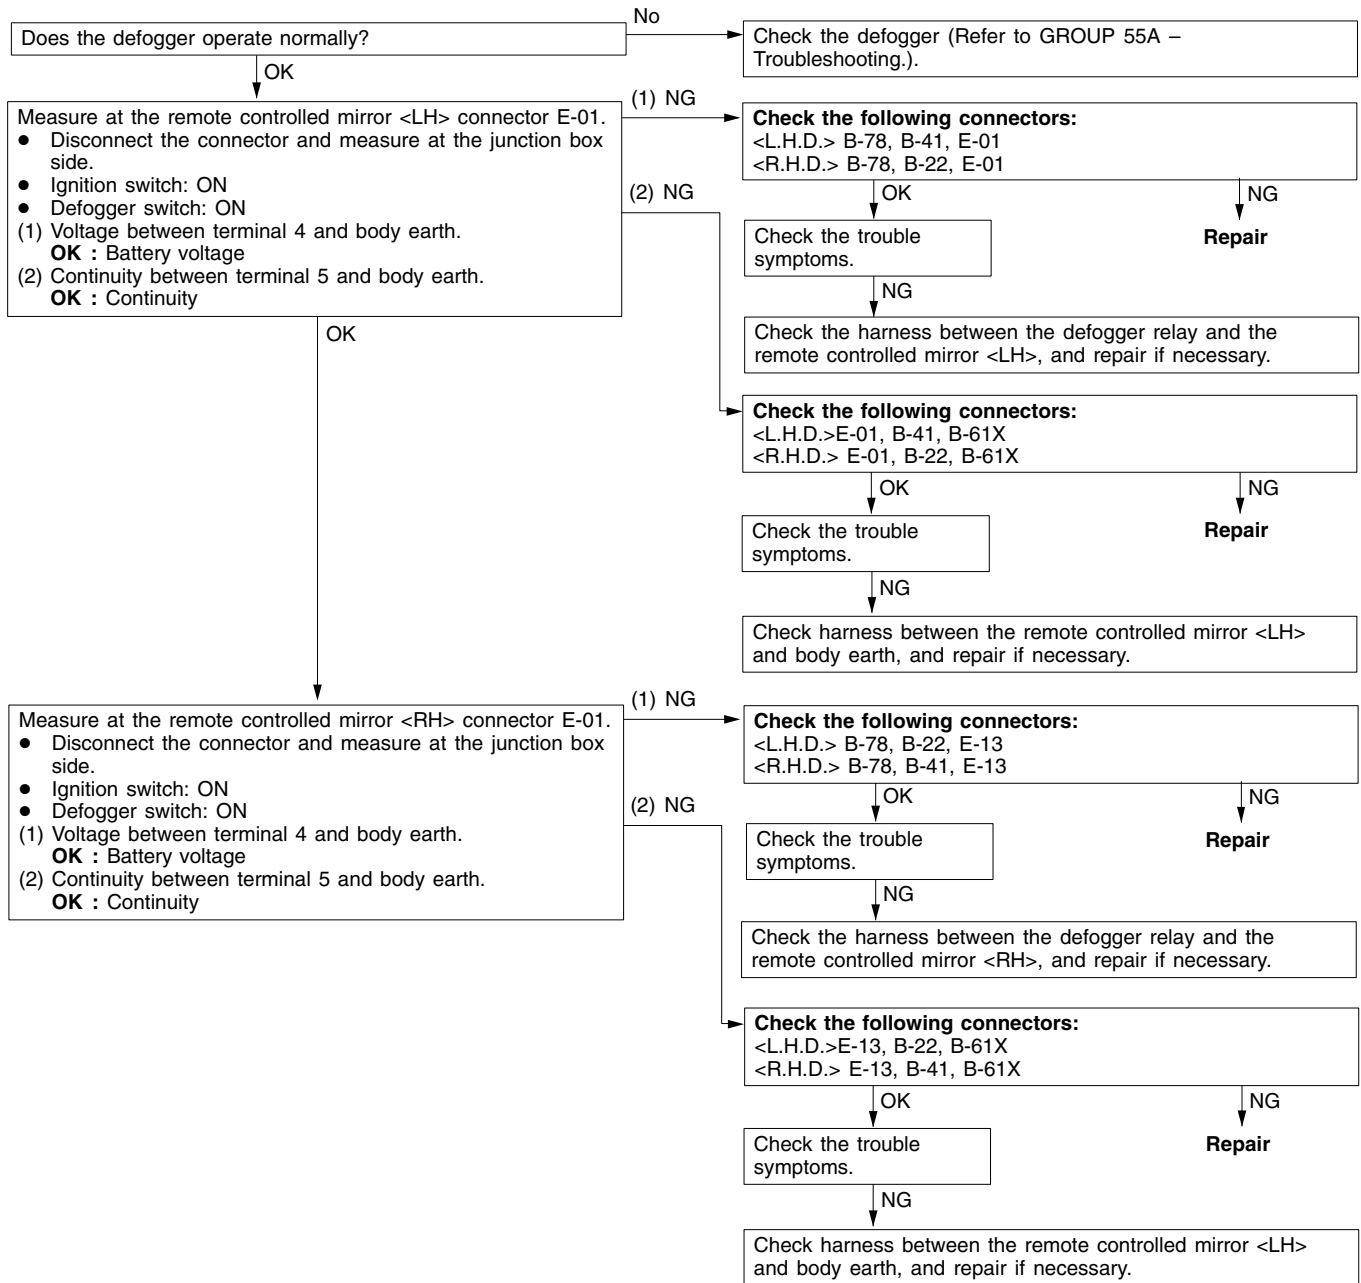 Does the defogger operate normally?
No
Check the defogger (Refer to GROUP 55A –
Troubleshooting.).
OK
Measure at the remote controlled mirror <LH> connector E-01.
● Disconnect the connector and measure at the junction box
side.
● Ignition switch: ON
● Defogger switch: ON
(1) Voltage between terminal 4 and body earth.
OK : Battery voltage
(2) Continuity between terminal 5 and body earth.
OK : Continuity
(1) NG
Check the following connectors:
<L.H.D.> B-78, B-41, E-01
<R.H.D.> B-78, B-22, E-01
OK
NG
Check the trouble
symptoms.
Repair
NG
Check the harness between the defogger relay and the
remote controlled mirror <LH>, and repair if necessary.
(2) NG
Check the following connectors:
<L.H.D.>E-01, B-41, B-61X
<R.H.D.> E-01, B-22, B-61X
OK
NG
Check the trouble
symptoms.
Repair
NG
Check harness between the remote controlled mirror <LH>
and body earth, and repair if necessary.
OK
Measure at the remote controlled mirror <RH> connector E-01.
● Disconnect the connector and measure at the junction box
side.
● Ignition switch: ON
● Defogger switch: ON
(1) Voltage between terminal 4 and body earth.
OK : Battery voltage
(2) Continuity between terminal 5 and body earth.
OK : Continuity
(1) NG
Check the following connectors:
<L.H.D.> B-78, B-22, E-13
<R.H.D.> B-78, B-41, E-13
OK
NG
Check the trouble
symptoms.
Repair
NG
Check the harness between the defogger relay and the
remote controlled mirror <RH>, and repair if necessary.
(2) NG
Check the following connectors:
<L.H.D.>E-13, B-22, B-61X
<R.H.D.> E-13, B-41, B-61X
OK
NG
Check the trouble
symptoms.
Repair
NG
Check harness between the remote controlled mirror <LH>
and body earth, and repair if necessary.